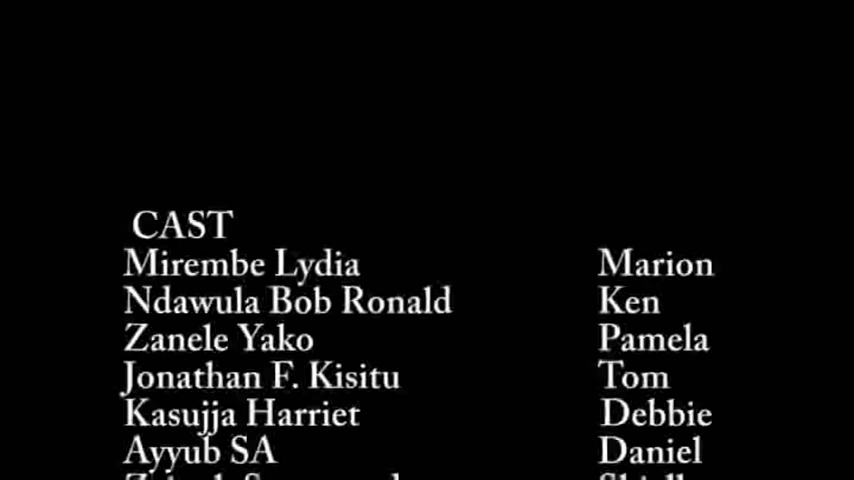 CAST
Mirembe Lydia Marion
Ndawula Bob Ronald Ken
Zanele Yako Pamela
Jonathan F. Kisitu Tom
Kasujja Harriet Debbie
Ayyub SA Daniel